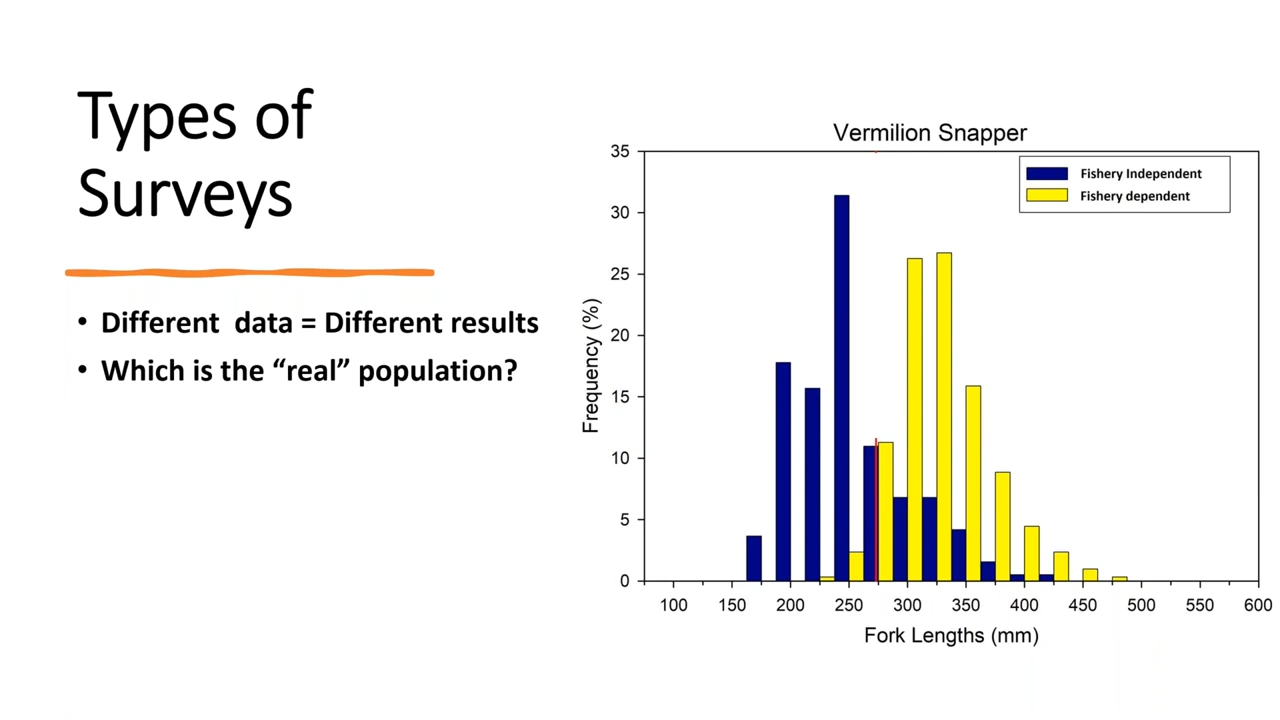 Types of
Surveys
• Different data = Different results
• Which is the “real” population?
Vermilion Snapper
Fishery Independent
Fishery dependent
Frequency (%)
35
30
25
20
15
10
5
0
100 150 200 250 300 350 400 450 500 550 600
Fork Lengths (mm)